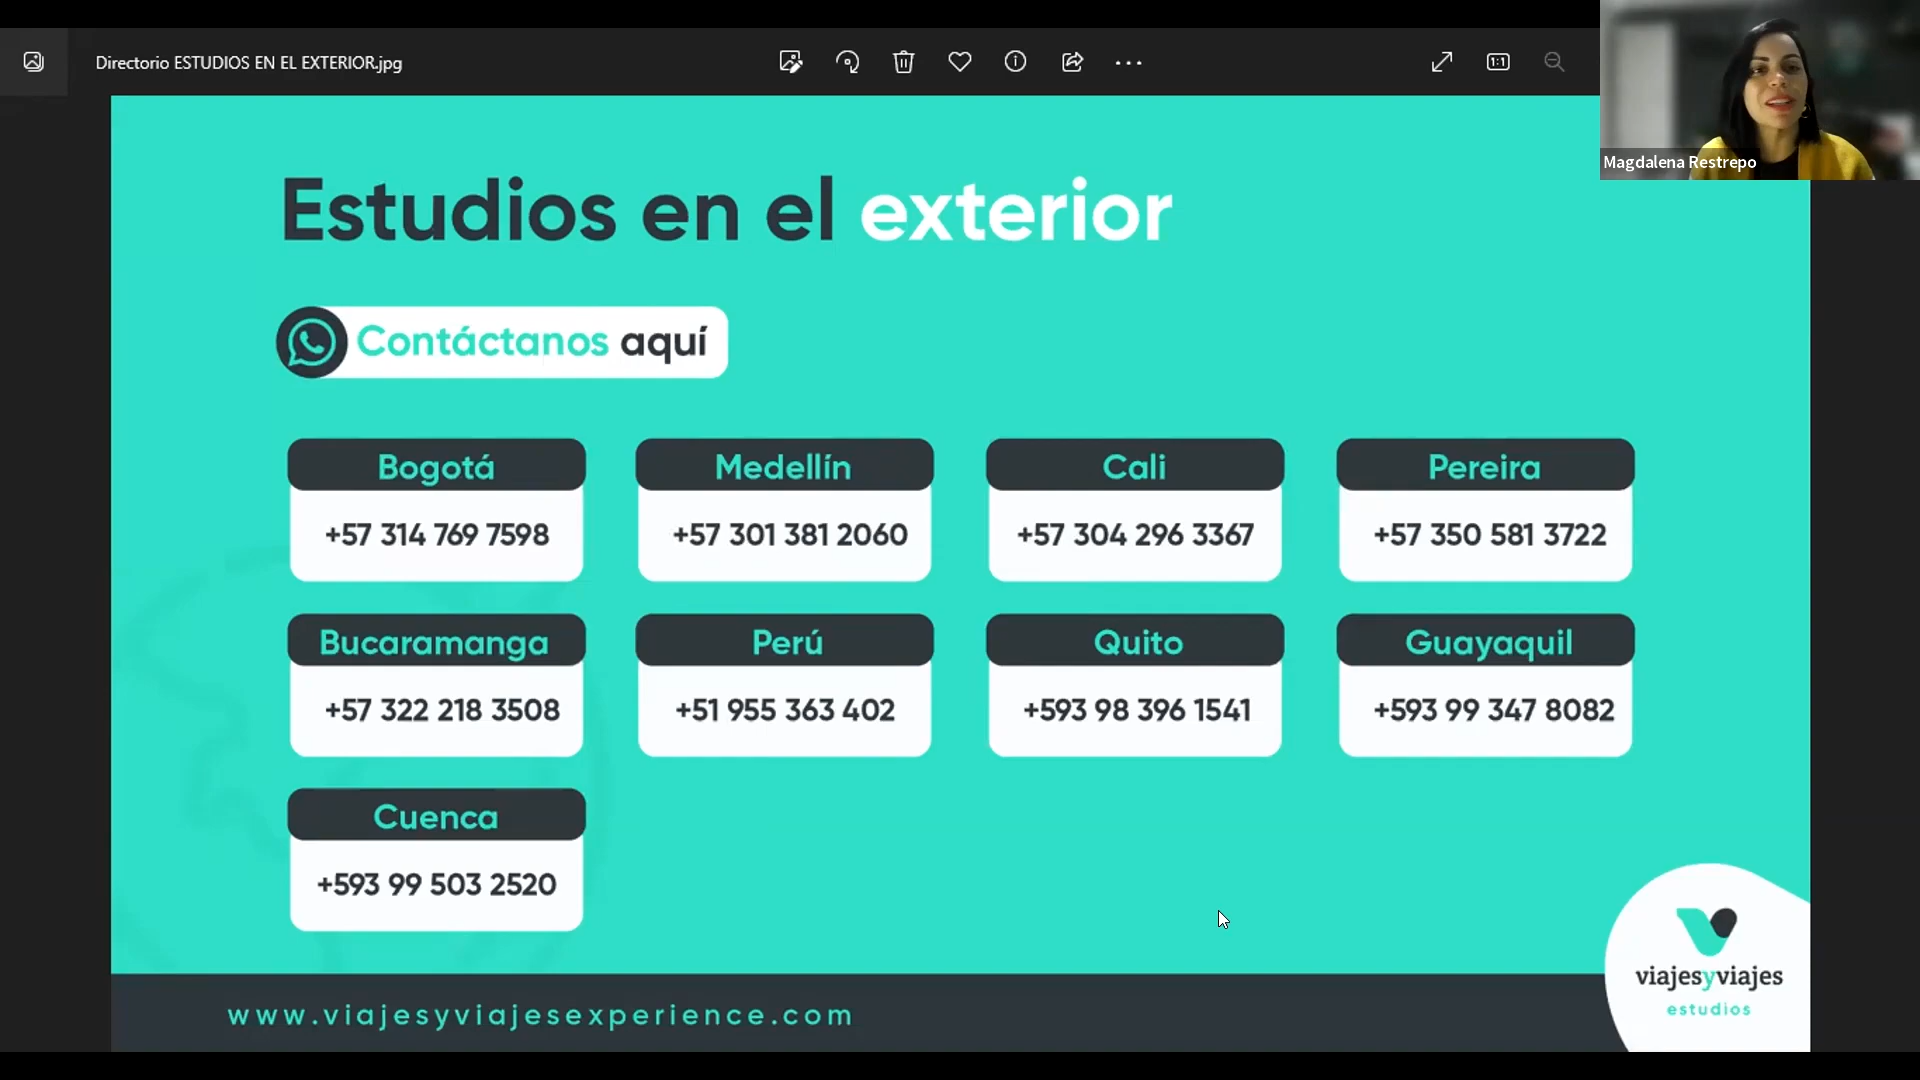 Directorio ESTUDIOS EN EL EXTERIOR.jpg
1:1
Magdalena Restrepo
Estudios en el exterior
Contáctanos aquí
Bogotá
+57 314 769 7598
Medellín
+57 301 381 2060
Cali
+57 304 296 3367
Pereira
+57 350 581 3722
Bucaramanga
+57 322 218 3508
Perú
+51 955 363 402
Quito
+593 98 396 1541
Guayaquil
+593 99 347 8082
Cuenca
+593 99 503 2520
www.viajesyviajesexperience.com
viajesyviajes
estudios